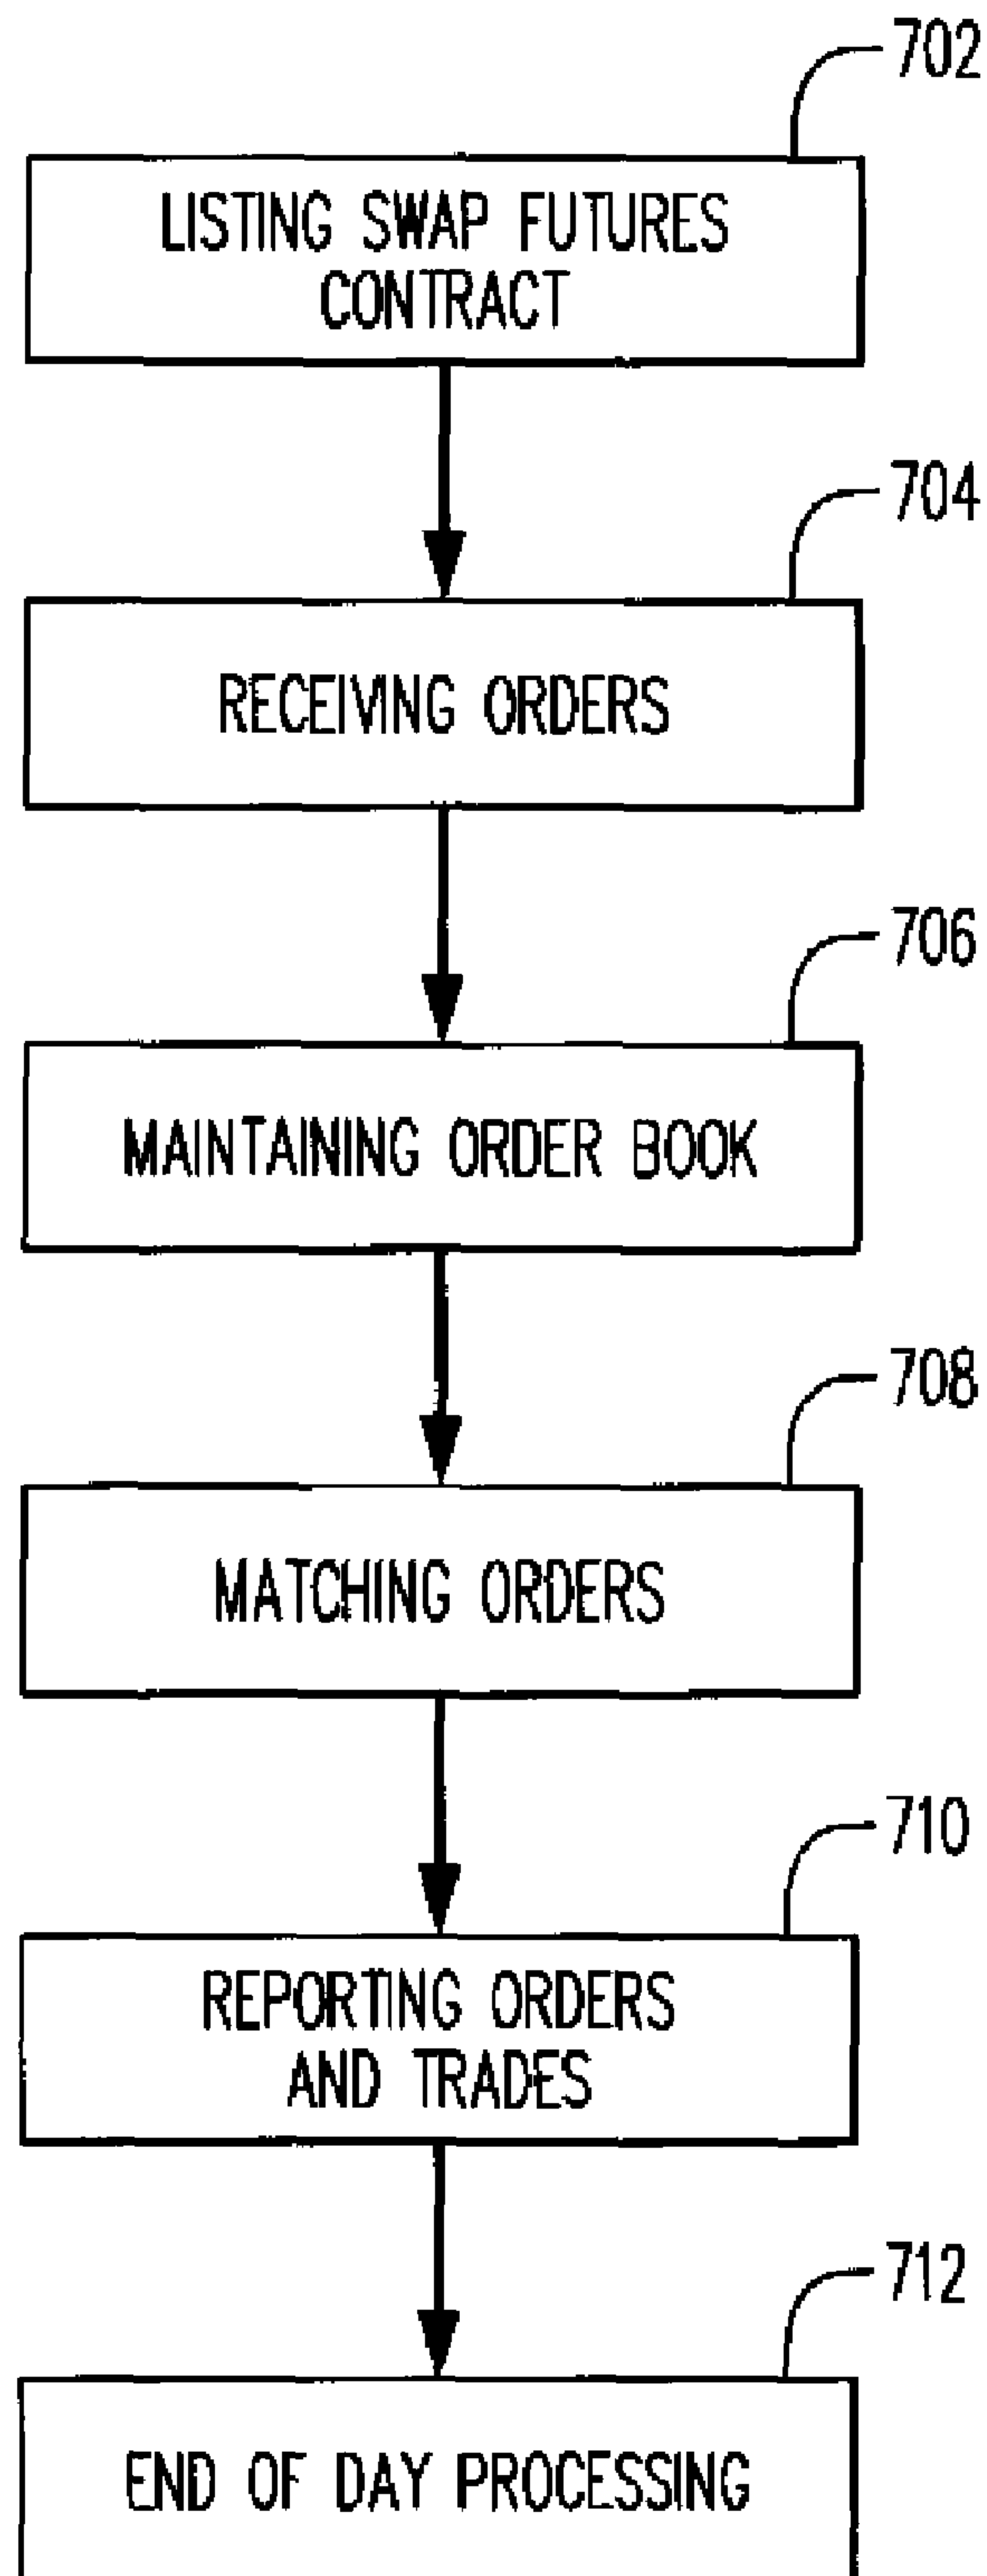 702
LISTING SWAP FUTURES
CONTRACT
704
RECEIVING ORDERS
706
MAINTAINING ORDER BOOK
708
MATCHING ORDERS
710
REPORTING ORDERS
AND TRADES
712
END OF DAY PROCESSING